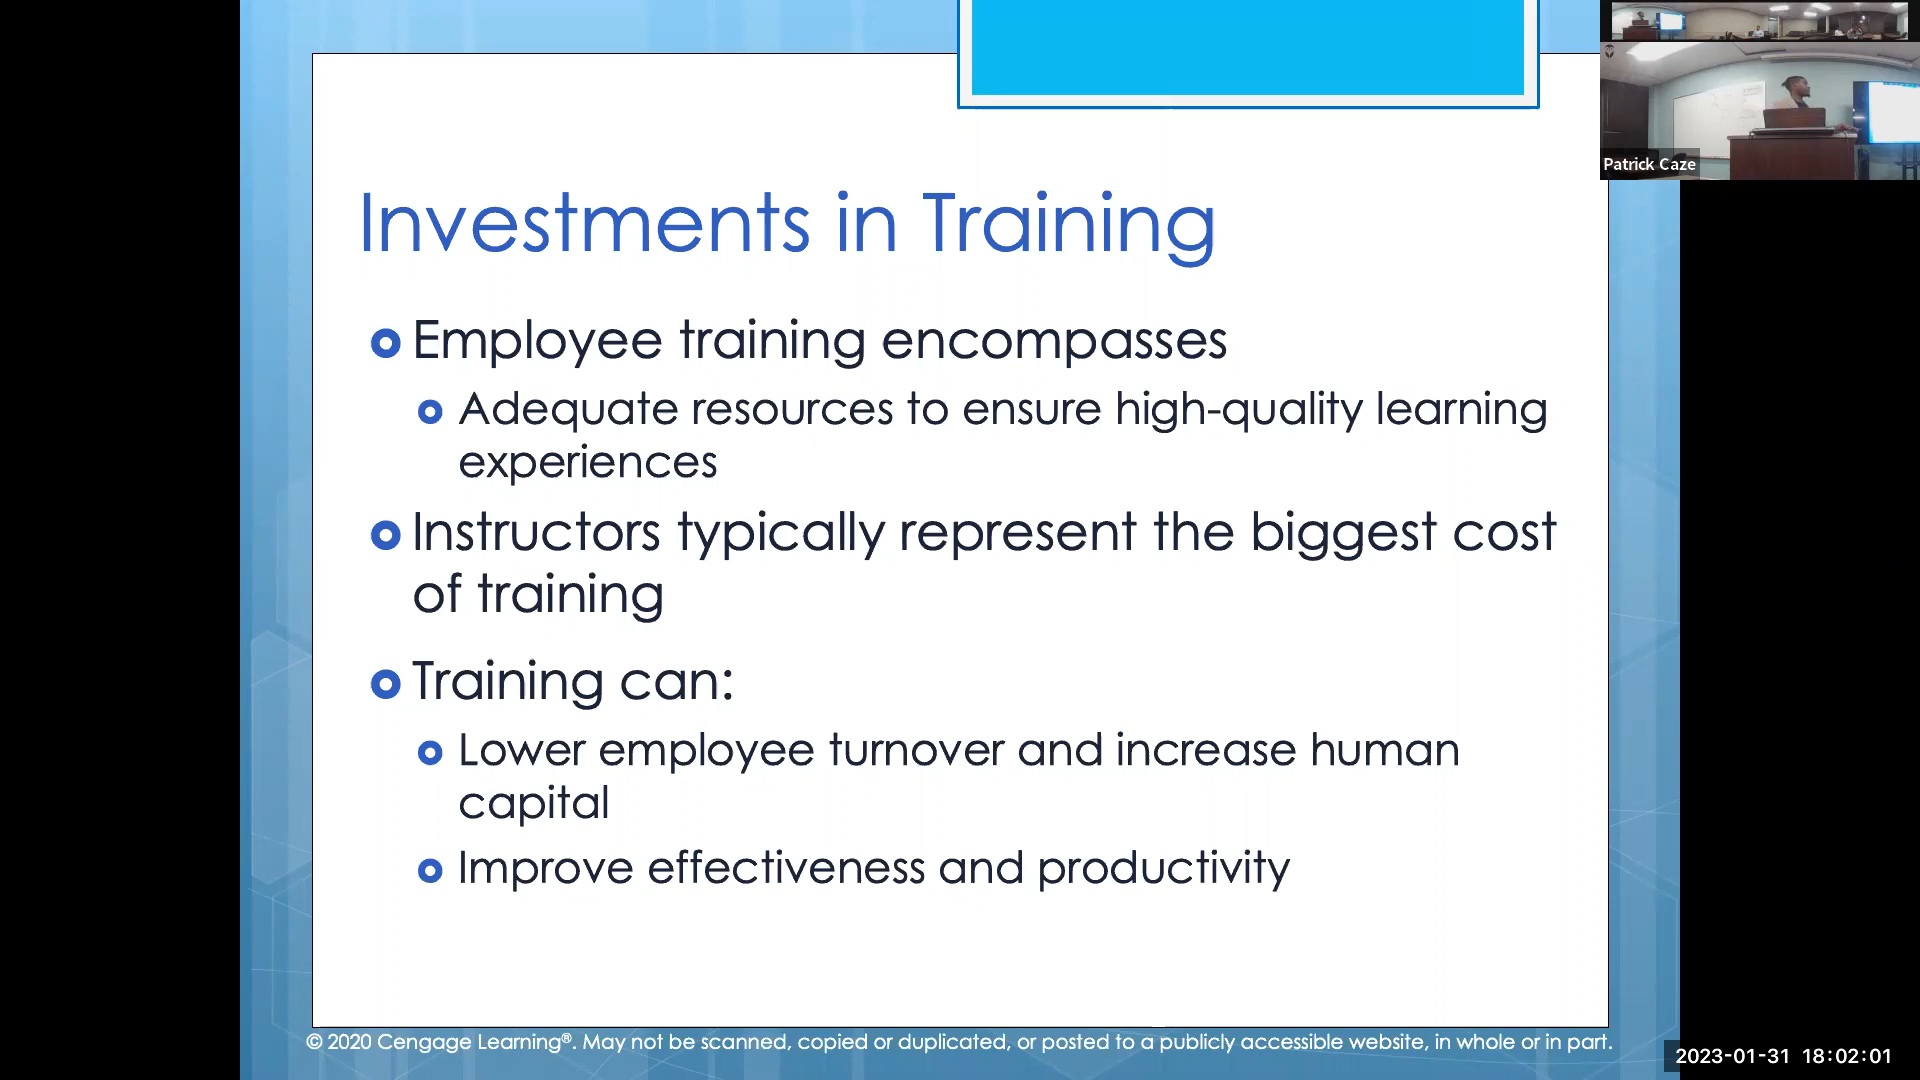 Patrick Caze
Investments in Training
Employee training encompasses
Adequate resources to ensure high-quality learning
experiences
Instructors typically represent the biggest cost
of training
Training can:
Lower employee turnover and increase human
capital
Improve effectiveness and productivity
© 2020 Cengage Learning®. May not be scanned, copied or duplicated, or posted to a publicly accessible website, in whole or in part.
2023-01-31 18:02:01